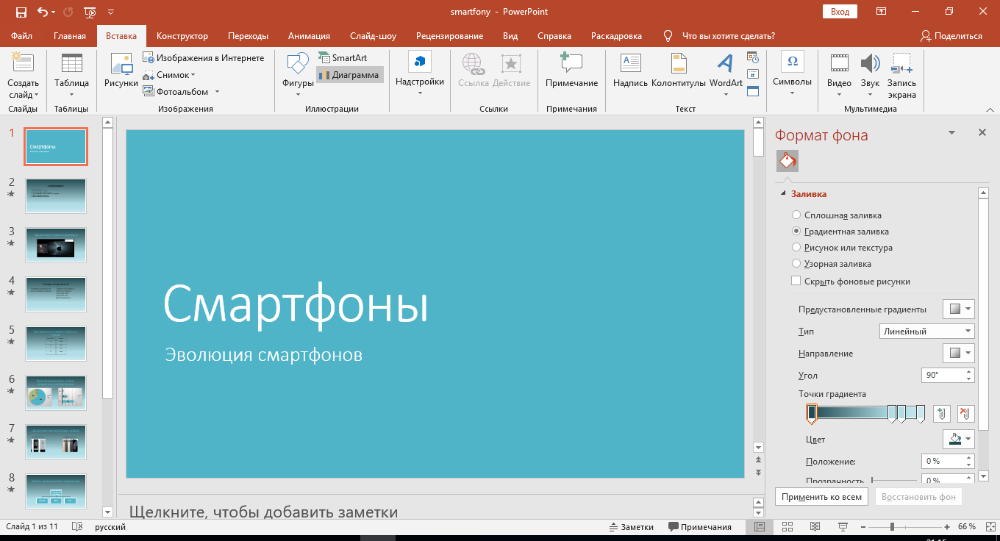 smartfony - PowerPoint
Вход
Файл Главная Вставка Конструктор Переходы Анимация Слайд-шоу Рецензирование Вид Справка Раскадровка Что вы хотите сделать? Поделиться
Создать слайд
Таблица
Рисунки
Изображения в Интернете
Снимок
Фотоальбом
Фигуры
SmartArt
Диаграмма
Надстройки
Ссылка
Действие
Примечание
Надпись
Колонтитулы
WordArt
Символы
Видео
Звук
Запись экрана
Слайды Таблицы Изображения Иллюстрации Ссылки Примечания Текст Мультимедиа
1
Смартфоны
2
3
4
5
6
7
8
Смартфоны
Эволюция смартфонов
Щелкните, чтобы добавить заметки
Формат фона
Заливка
Сплошная заливка
Градиентная заливка
Рисунок или текстура
Узорная заливка
Скрыть фоновые рисунки
Предустановленные градиенты
Тип Линейный
Направление
Угол 90°
Точки градиента
Цвет
Положение: 0 %
Прозрачность 0 %
Применить ко всем Восстановить фон
Слайд 1 из 11 русский Заметки Примечания 66 %